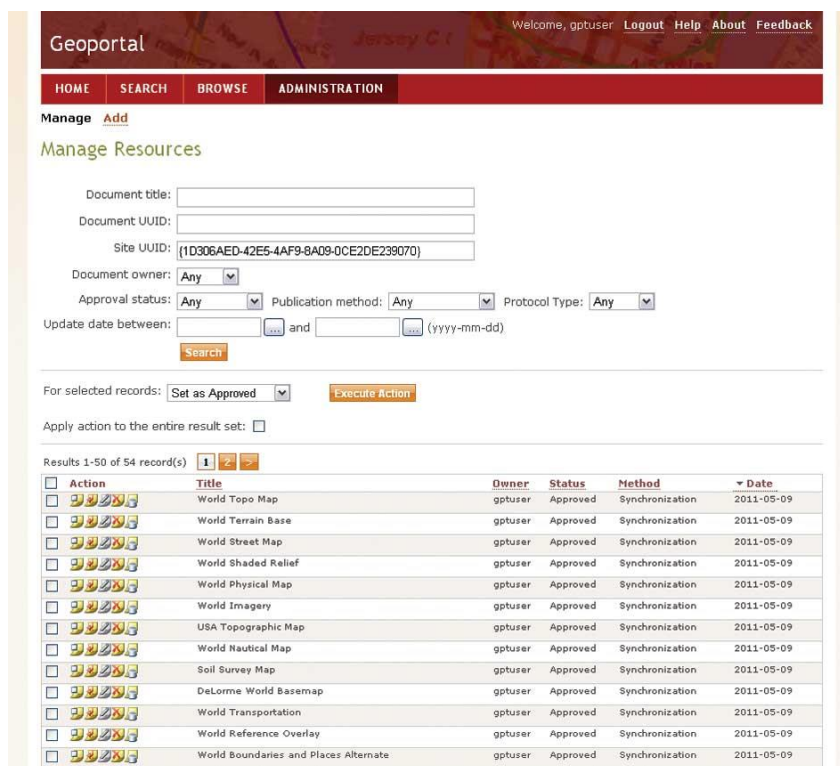 Welcome, gptuser Logout Help About Feedback
Geoportal
Jersey C
HOME SEARCH BROWSE ADMINISTRATION
Manage Add
Manage Resources
Document title:
Document UUID:
Site UUID: {1D306AED-42E5-4AF9-8A09-0CE2DE239070}
Document owner: Any
Approval status: Any Publication method: Any Protocol Type: Any
Update date between: ... and ... (yyyy-mm-dd)
Search
For selected records: Set as Approved Execute Action
Apply action to the entire result set:
Results 1-50 of 54 record(s) 1 2 >
Action Title Owner Status Method Date
World Topo Map gptuser Approved Synchronization 2011-05-09
World Terrain Base gptuser Approved Synchronization 2011-05-09
World Street Map gptuser Approved Synchronization 2011-05-09
World Shaded Relief gptuser Approved Synchronization 2011-05-09
World Physical Map gptuser Approved Synchronization 2011-05-09
World Imagery gptuser Approved Synchronization 2011-05-09
USA Topographic Map gptuser Approved Synchronization 2011-05-09
World Nautical Map gptuser Approved Synchronization 2011-05-09
Soil Survey Map gptuser Approved Synchronization 2011-05-09
DeLorme World Basemap gptuser Approved Synchronization 2011-05-09
World Transportation gptuser Approved Synchronization 2011-05-09
World Reference Overlay gptuser Approved Synchronization 2011-05-09
World Boundaries and Places Alternate gptuser Approved Synchronization 2011-05-09